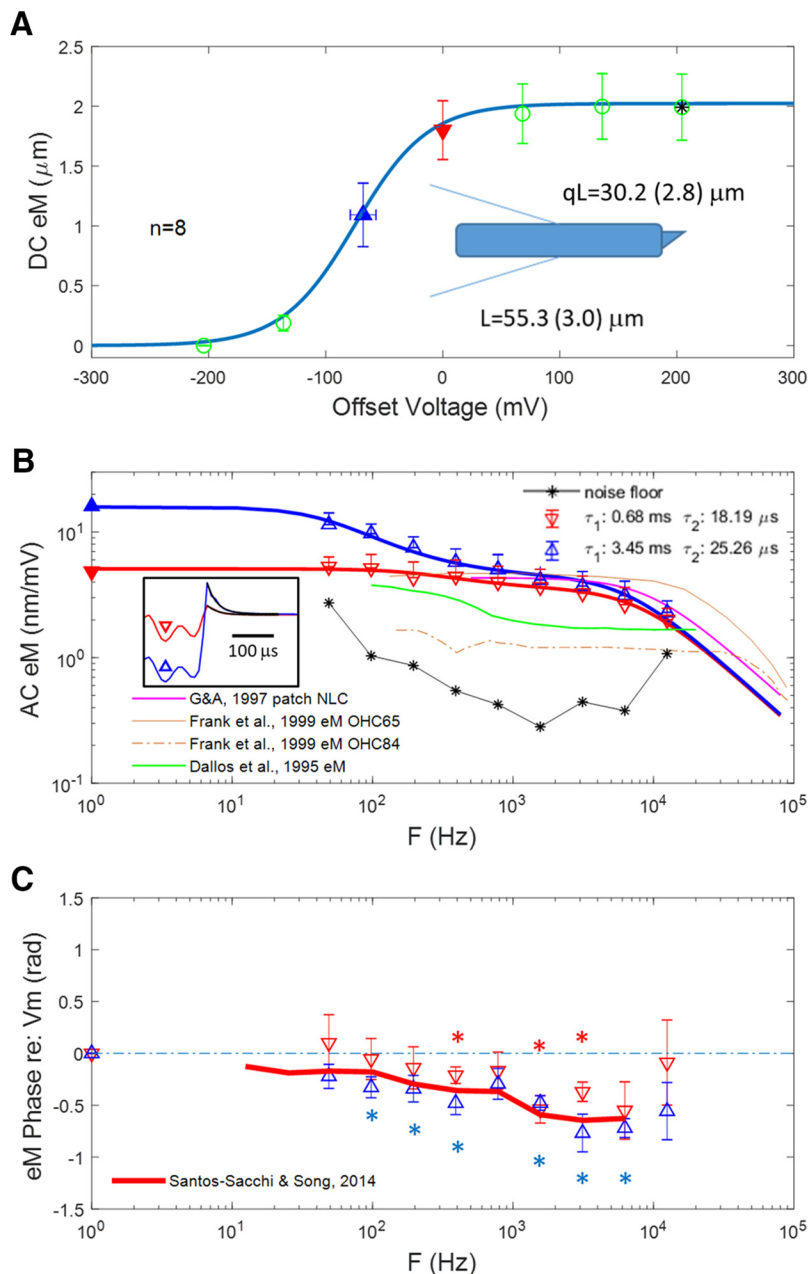 A
DC eM (μm)
2.5
2
1.5
1
0.5
0
n=8
qL=30.2 (2.8) μm
L=55.3 (3.0) μm
-300
-200
-100
0
100
200
300
Offset Voltage (mV)
B
AC eM (nm/mV)
10¹
10⁰
10⁻¹
noise floor
τ₁: 0.68 ms τ₂: 18.19 μs
τ₁: 3.45 ms τ₂: 25.26 μs
100 μs
G&A, 1997 patch NLC
Frank et al., 1999 eM OHC65
Frank et al., 1999 eM OHC84
Dallos et al., 1995 eM
10⁰
10¹
10²
10³
10⁴
10⁵
F (Hz)
C
eM Phase re: Vm (rad)
1.5
1
0.5
0
-0.5
-1
-1.5
* * *
* * * * * *
Santos-Sacchi & Song, 2014
10⁰
10¹
10²
10³
10⁴
10⁵
F (Hz)